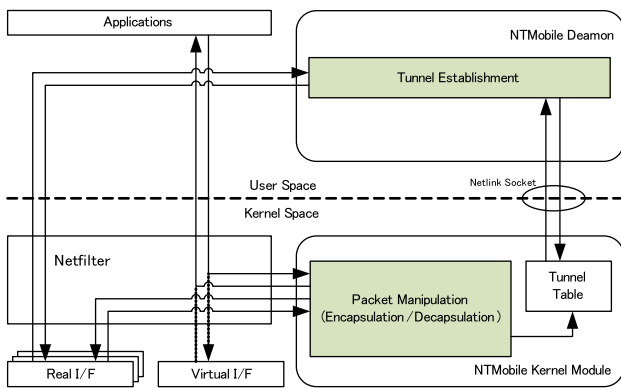 Applications
NTMobile Deamon
Tunnel Establishment
User Space
Netlink Socket
Kernel Space
Netfilter
Packet Manipulation
(Encapsulation/Decapsulation)
Tunnel
Table
Real I/F
Virtual I/F
NTMobile Kernel Module